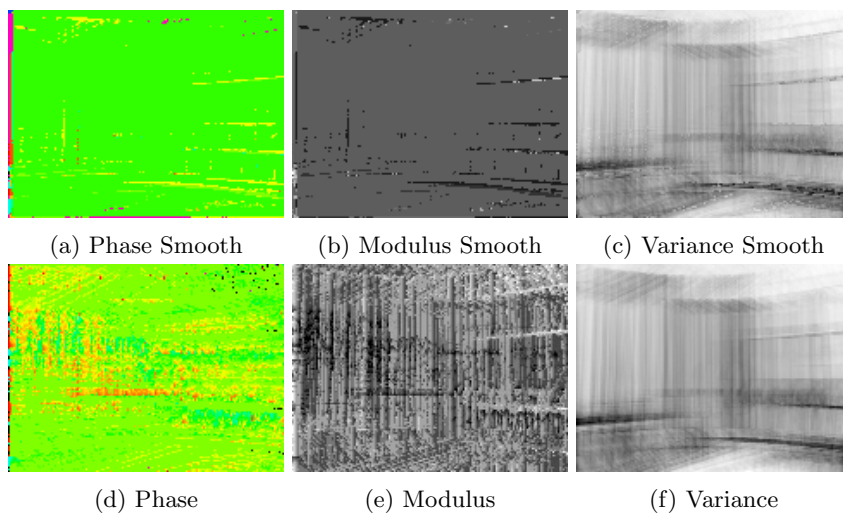 (a) Phase Smooth (b) Modulus Smooth (c) Variance Smooth
(d) Phase (e) Modulus (f) Variance